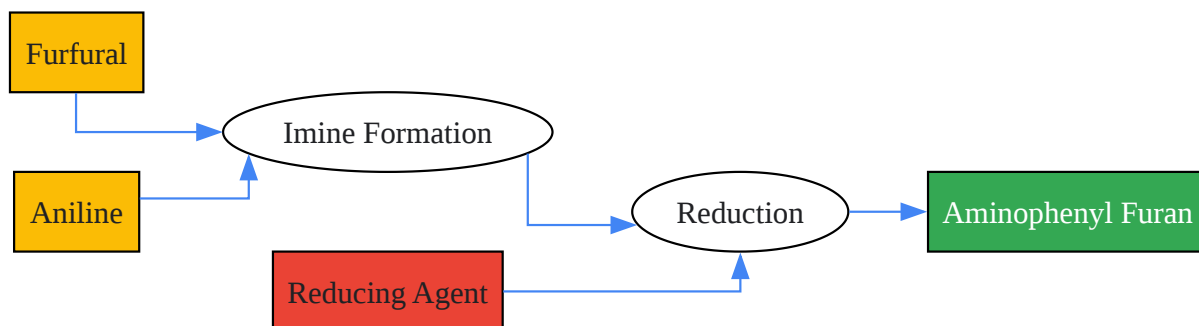 Furfural
Imine Formation
Aniline
Reduction
Aminophenyl Furan
Reducing Agent